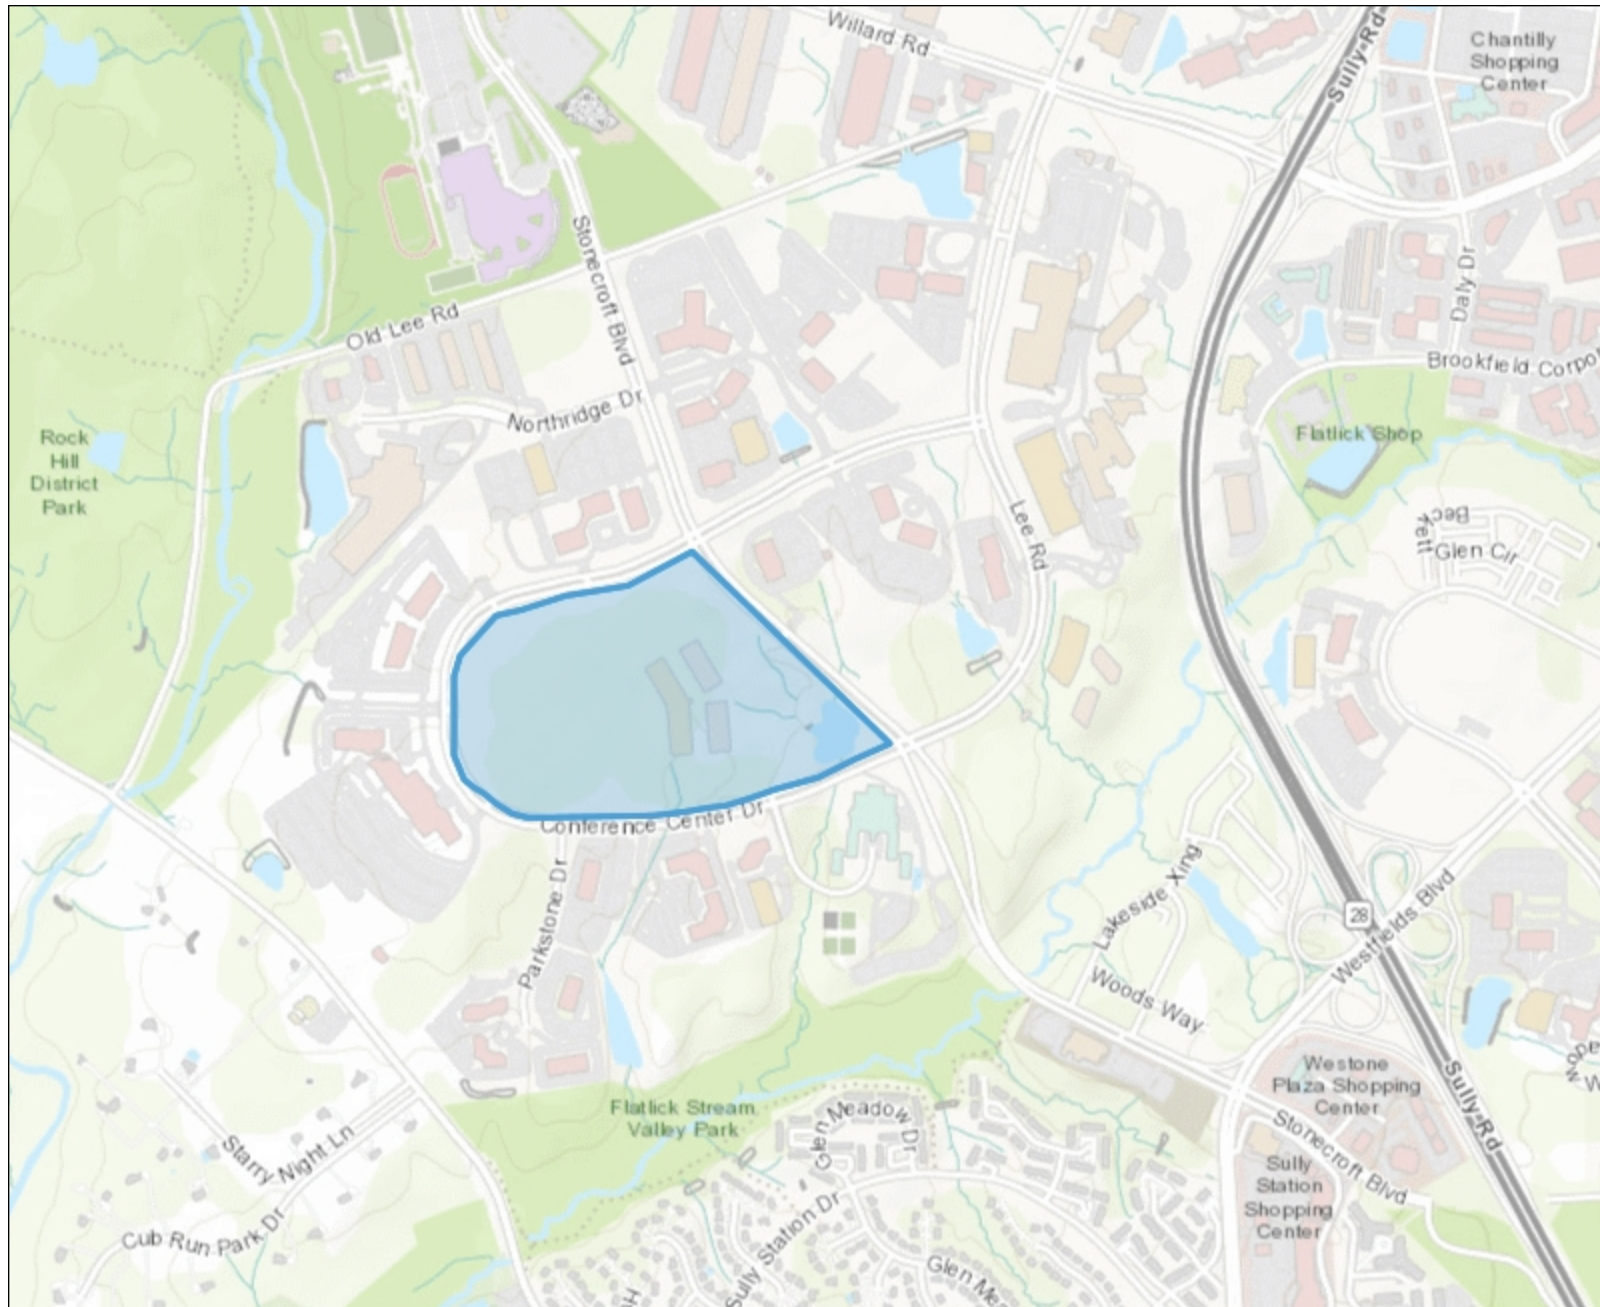 Willard Rd
Sully Rd
Chantilly
Shopping
Center
Stonecroft Blvd
Old Lee Rd
Daly Dr
Brookfield Corpo
Northridge Dr
Rock
Hill
District
Park
Flatlick Shop
Lee Rd
Beckett
Glen Cir
Conference Center Dr
Parkstone Dr
Lakeside Xing
28
Westfields Blvd
Woods Way
Westone
Plaza Shopping
Center
Sully Rd
Flatlick Stream
Valley Park
Glen Meadow Dr
Stonecroft Blvd
Starry Night Ln
Sully
Station
Shopping
Center
Cub Run Park Dr
Sully Station Dr
Glen Me